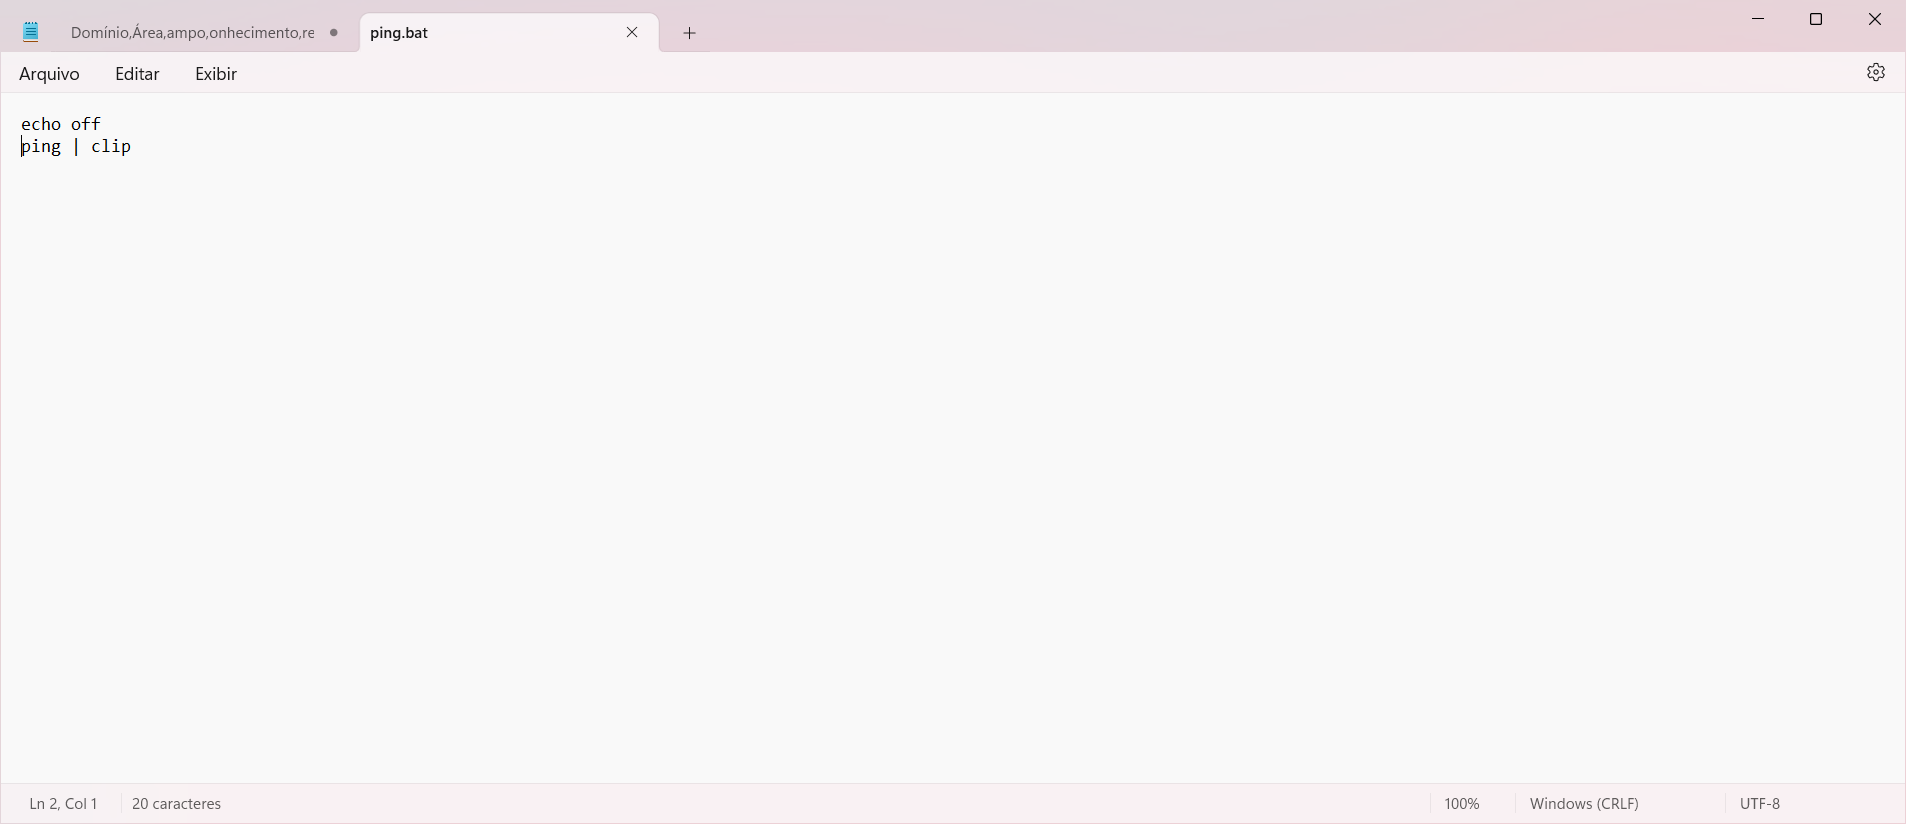 Domínio,Área,ampo,onhecimento,re
ping.bat
Arquivo Editar Exibir
echo off
ping | clip
Ln 2, Col 1 20 caracteres 100% Windows (CRLF) UTF-8